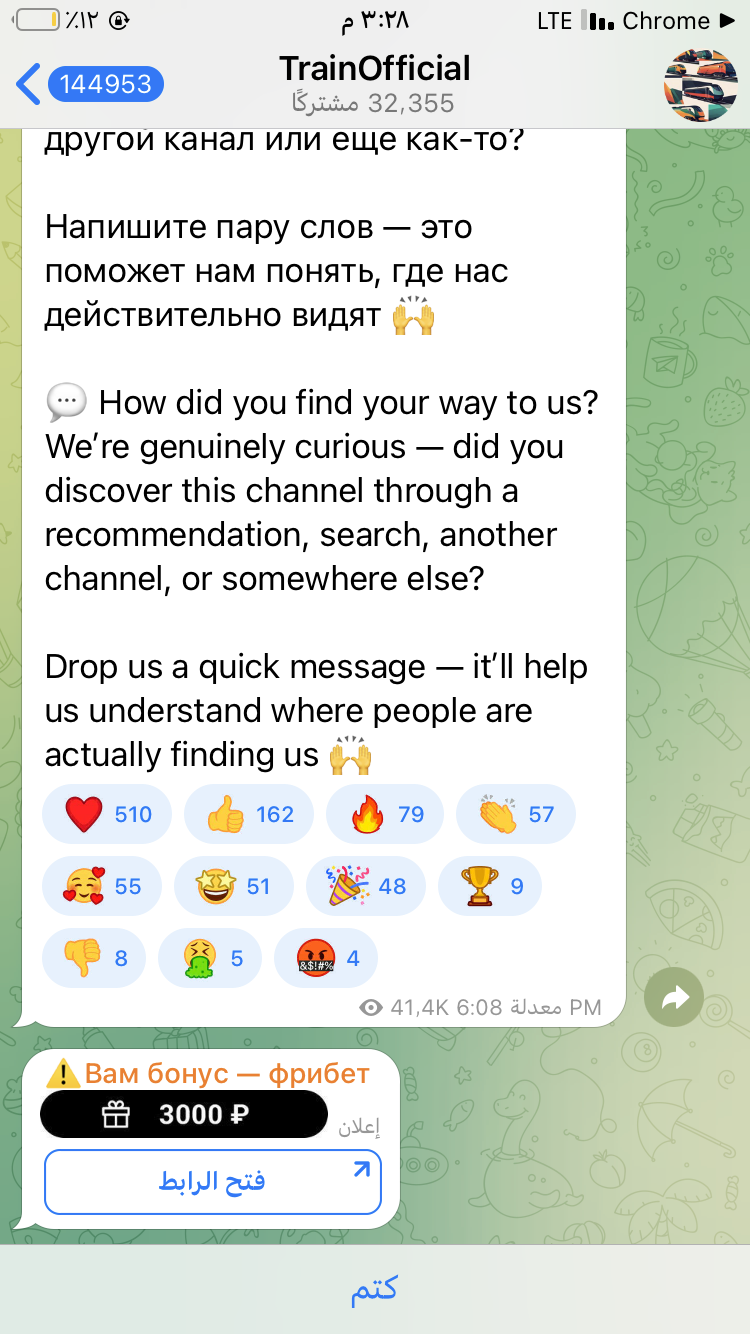 ٪١٢ ٣:٢٨ م LTE Chrome
144953 TrainOfficial
32,355 مشتركًا
другой канал или еще как-то?
Напишите пару слов — это
поможет нам понять, где нас
действительно видят 🙌
💬 How did you find your way to us?
We’re genuinely curious — did you
discover this channel through a
recommendation, search, another
channel, or somewhere else?
Drop us a quick message — it’ll help
us understand where people are
actually finding us 🙌
❤️ 510 👍 162 🔥 79 👏 57
🥰 55 🤩 51 🎉 48 🏆 9
👎 8 🤮 5 🤬 4
41,4K معدلة 6:08 PM
⚠️Вам бонус — фрибет
3000 ₽ إعلان
فتح الرابط
كتم